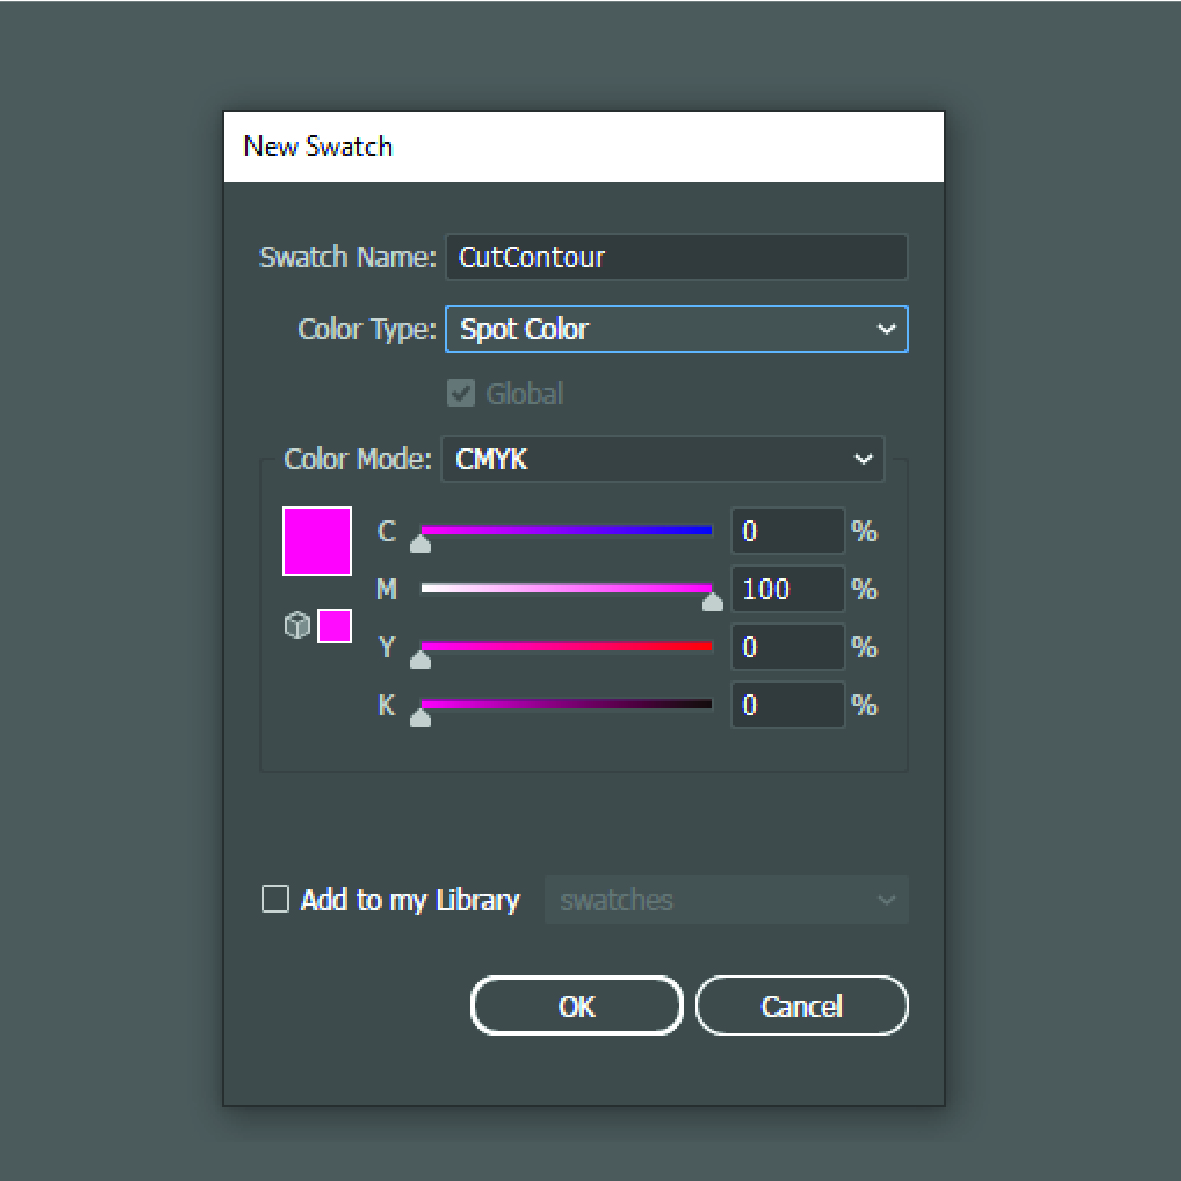 New Swatch
Swatch Name: CutContour
Color Type: Spot Color
Global
Color Mode: CMYK
C 0 %
M 100 %
Y 0 %
K 0 %
Add to my Library swatches
OK Cancel